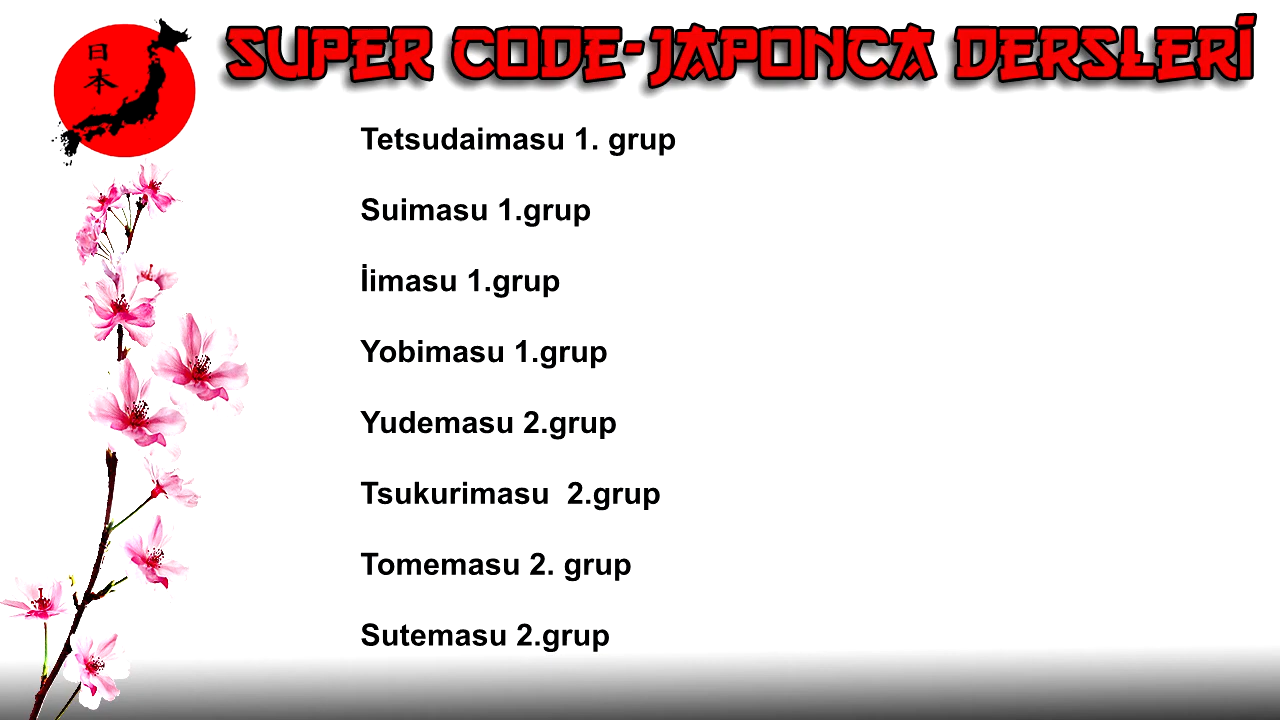 日本
SUPER CODE-JAPONCA DERSLERİ
Tetsudaimasu 1. grup
Suimasu 1.grup
İimasu 1.grup
Yobimasu 1.grup
Yudemasu 2.grup
Tsukurimasu  2.grup
Tomemasu 2. grup
Sutemasu 2.grup